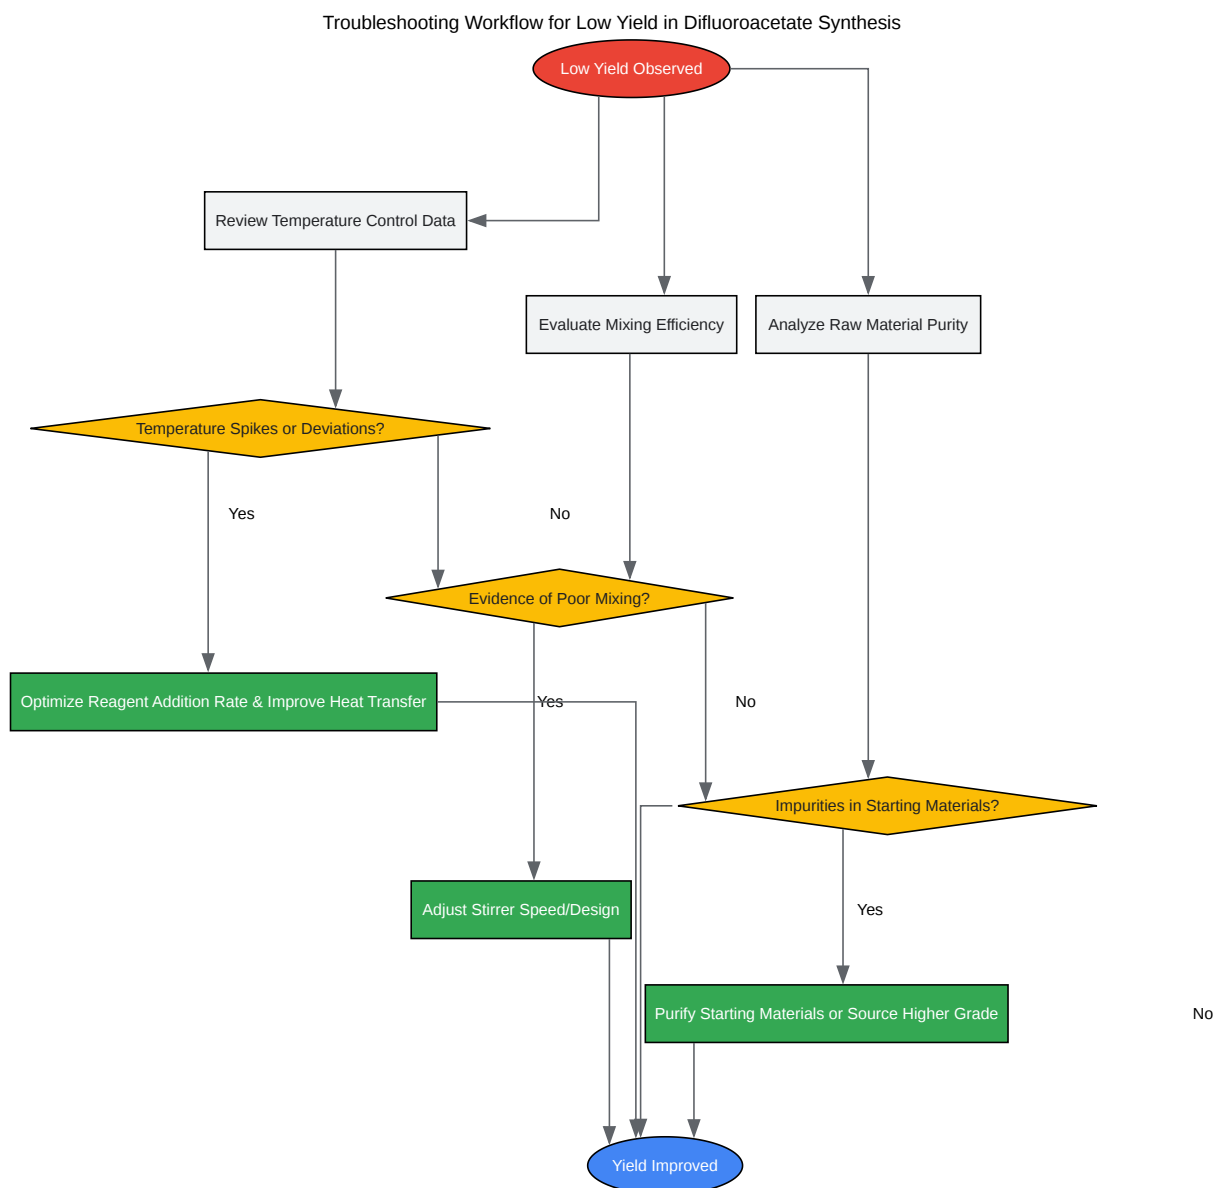 Troubleshooting Workflow for Low Yield in Difluoroacetate Synthesis
Low Yield Observed
Review Temperature Control Data
Evaluate Mixing Efficiency
Analyze Raw Material Purity
Temperature Spikes or Deviations?
Yes
No
Evidence of Poor Mixing?
Optimize Reagent Addition Rate & Improve Heat Transfer
Yes
No
Impurities in Starting Materials?
Adjust Stirrer Speed/Design
Yes
Purify Starting Materials or Source Higher Grade
No
Yield Improved